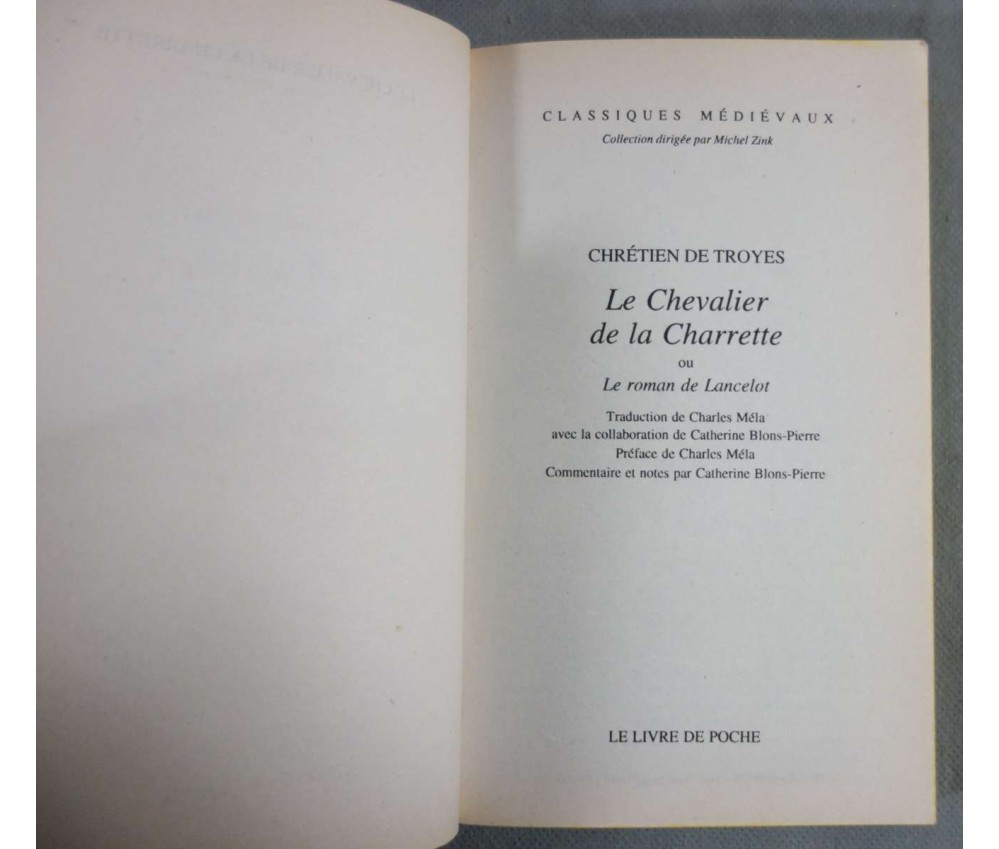 CLASSIQUES MÉDIÉVAUX
Collection dirigée par Michel Zink
CHRÉTIEN DE TROYES
Le Chevalier
de la Charrette
ou
Le roman de Lancelot
Traduction de Charles Méla
avec la collaboration de Catherine Blons-Pierre
Préface de Charles Méla
Commentaire et notes par Catherine Blons-Pierre
LE LIVRE DE POCHE